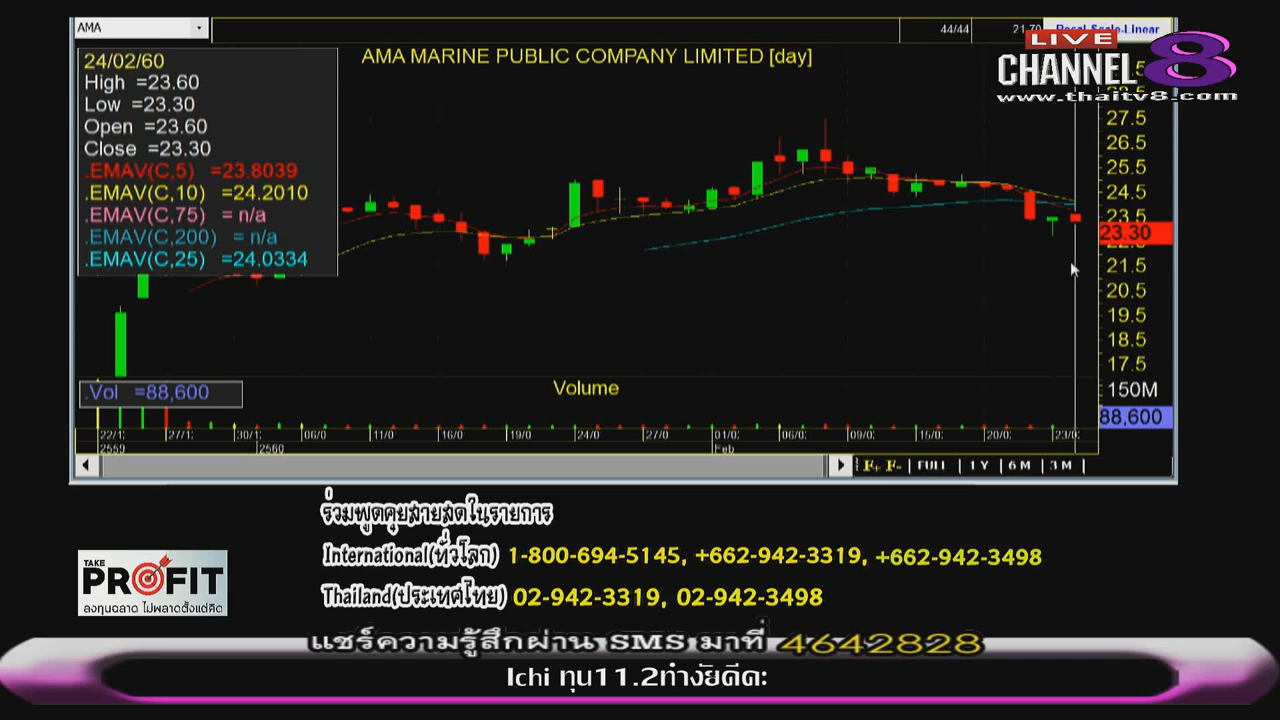 AMA
44/44
21.70
LIVE
CHANNEL 8
www.thaitv8.com
AMA MARINE PUBLIC COMPANY LIMITED [day]
24/02/60
High =23.60
Low =23.30
Open =23.60
Close =23.30
.EMAV(C,5) =23.8039
.EMAV(C,10) =24.2010
.EMAV(C,75) = n/a
.EMAV(C,200) = n/a
.EMAV(C,25) =24.0334
27.5
26.5
25.5
24.5
23.5
23.30
21.5
20.5
19.5
18.5
17.5
.Vol =88,600
Volume
150M
88,600
22/1 27/1 30/1 06/0 11/0 16/0 19/0 24/0 27/0 01/0 06/0 09/0 15/0 20/0 23/0
2559 2560 Feb
F+ F- FULL 1 Y 6 M 3 M
ร่วมพูดคุยสายสดในรายการ
International(ทั่วโลก) 1-800-694-5145, +662-942-3319, +662-942-3498
Thailand(ประเทศไทย) 02-942-3319, 02-942-3498
TAKE
PROFIT
ลงทุนฉลาด ไม่พลาดตั้งแต่คิด
แชร์ความรู้สึกผ่าน SMS มาที่ 4642828
Ichi ทุน11.2ทำงัยดีคะ